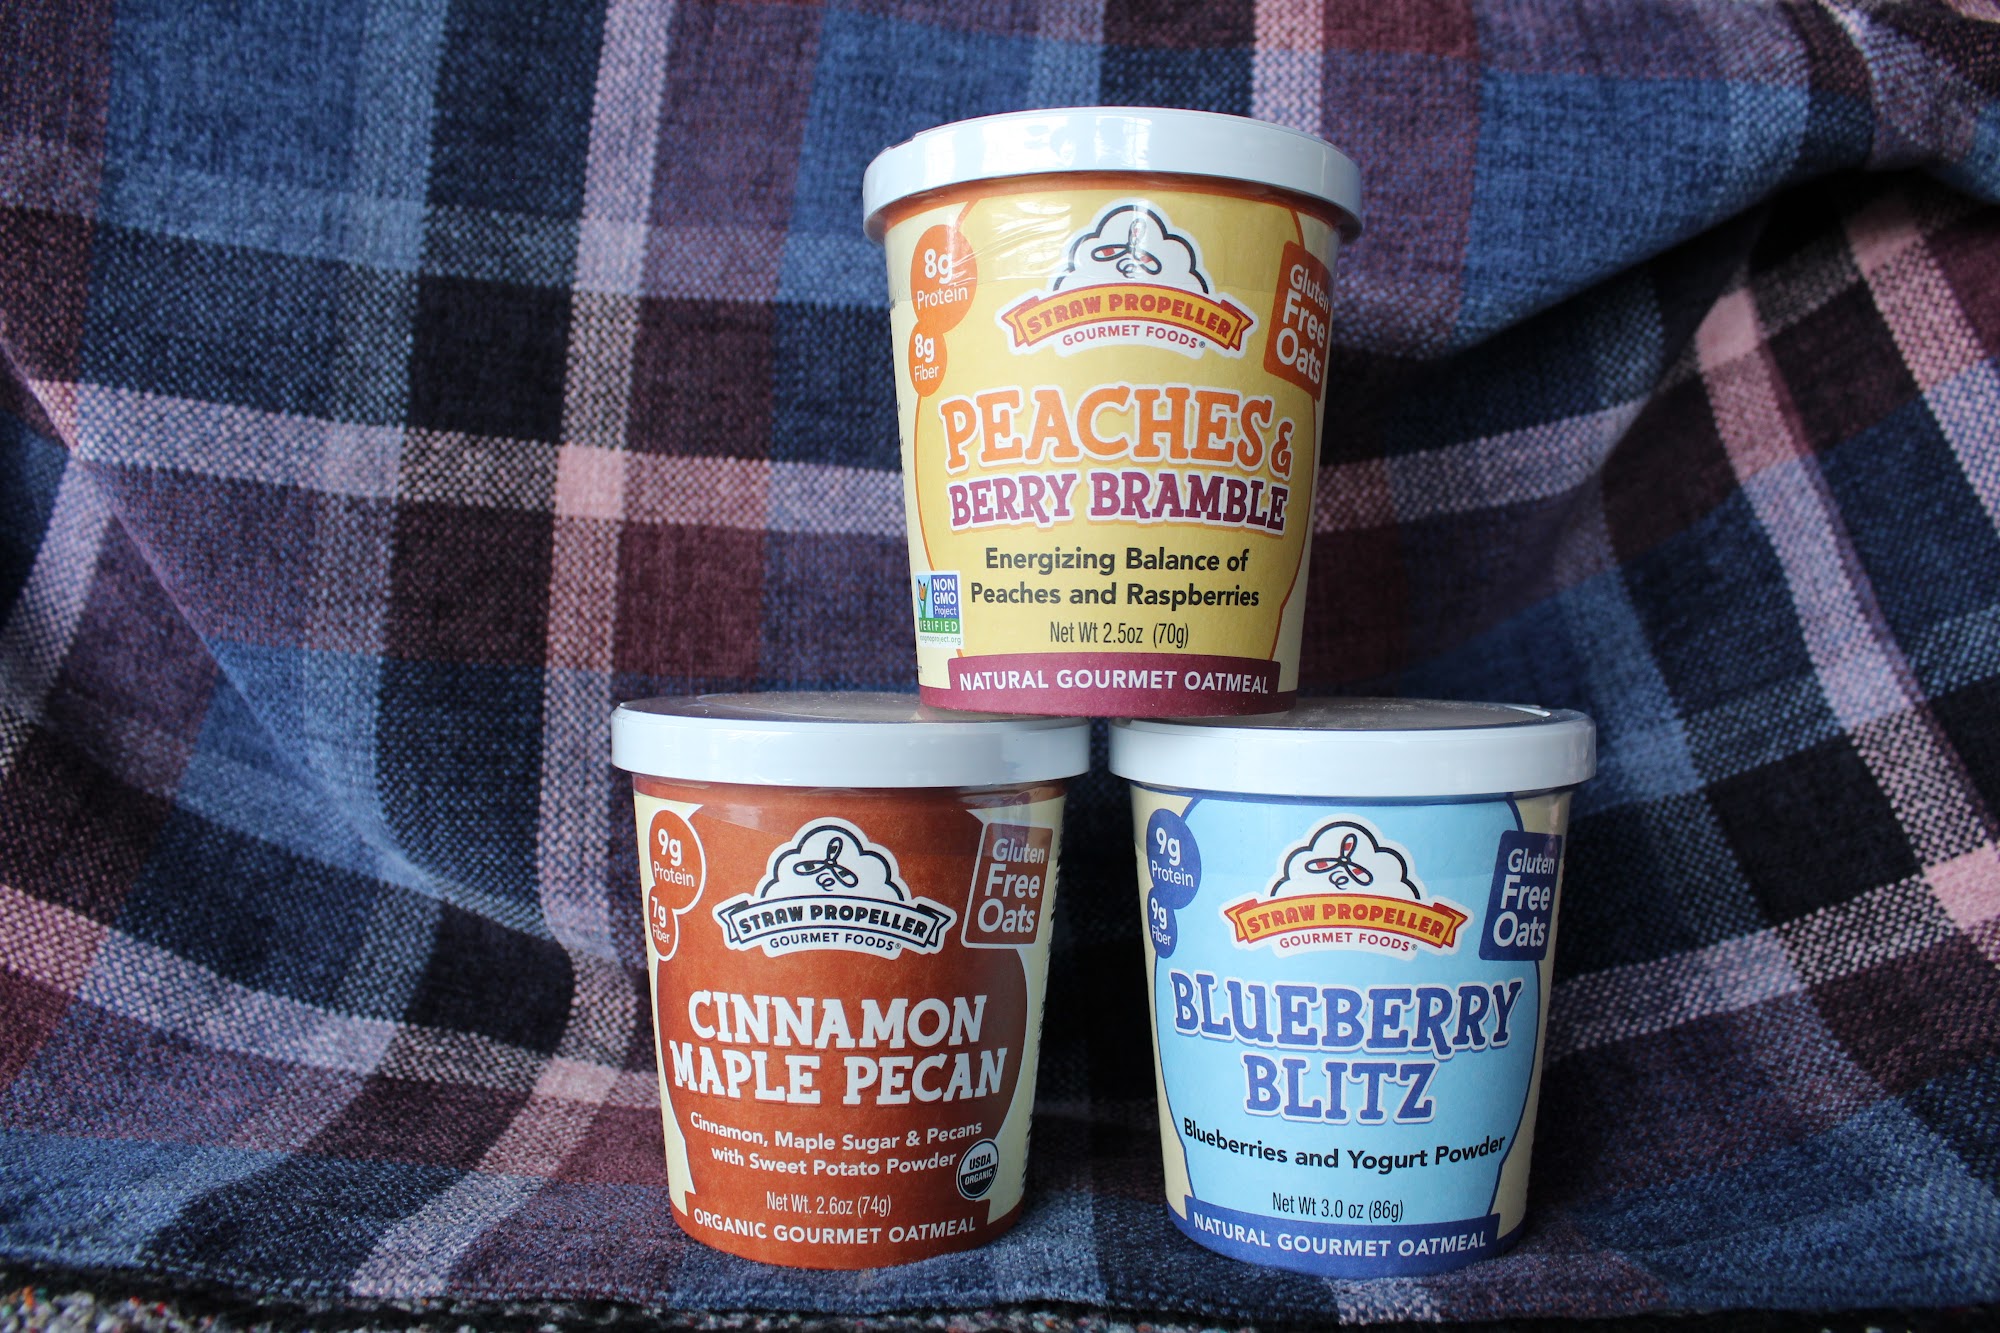 8g
Protein
8g
Fiber
STRAW PROPELLER
GOURMET FOODS®
Gluten
Free
Oats
PEACHES &
BERRY BRAMBLE
Energizing Balance of
Peaches and Raspberries
NON
GMO
Project
VERIFIED
nongmoproject.org
Net Wt 2.5oz (70g)
NATURAL GOURMET OATMEAL
9g
Protein
7g
Fiber
STRAW PROPELLER
GOURMET FOODS®
Gluten
Free
Oats
CINNAMON
MAPLE PECAN
Cinnamon, Maple Sugar & Pecans
with Sweet Potato Powder
USDA
ORGANIC
Net Wt. 2.6oz (74g)
ORGANIC GOURMET OATMEAL
9g
Protein
9g
Fiber
STRAW PROPELLER
GOURMET FOODS®
Gluten
Free
Oats
BLUEBERRY
BLITZ
Blueberries and Yogurt Powder
Net Wt 3.0 oz (86g)
NATURAL GOURMET OATMEAL